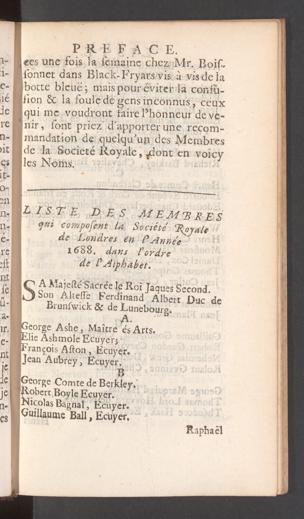 PREFACE.
ces une fois la semaine chez Mr. Boiſ-
ſonnet dans Black-Fryars vis à vis de la
botte bleuë; mais pour éviter la confu-
ſion & la foule de gens inconnus, ceux
qui me voudront faire l'honneur de ve-
nir, ſont priez d'apporter une recom-
mandation de quelqu'un des Membres
de la Societé Royale, dont en voicy
les Noms.
LISTE DES MEMBRES
qui compoſent la Société Royale
de Londres en l'Année
1688. dans l'ordre
de l'Alphabet.
SA Majeſté Sacrée le Roi Jaques Second.
Son Alteſſe Ferdinand Albert Duc de
Brunſwick & de Lunebourg.
A.
George Ashe, Maitre és Arts.
Elie Ashmole Ecuyer,
François Aſton, Ecuyer.
Jean Aubrey, Ecuyer.
B
George Comte de Berkley.
Robert Boyle Ecuyer.
Nicolas Bagnal, Ecuyer.
Guillaume Ball, Ecuyer.
Raphaël